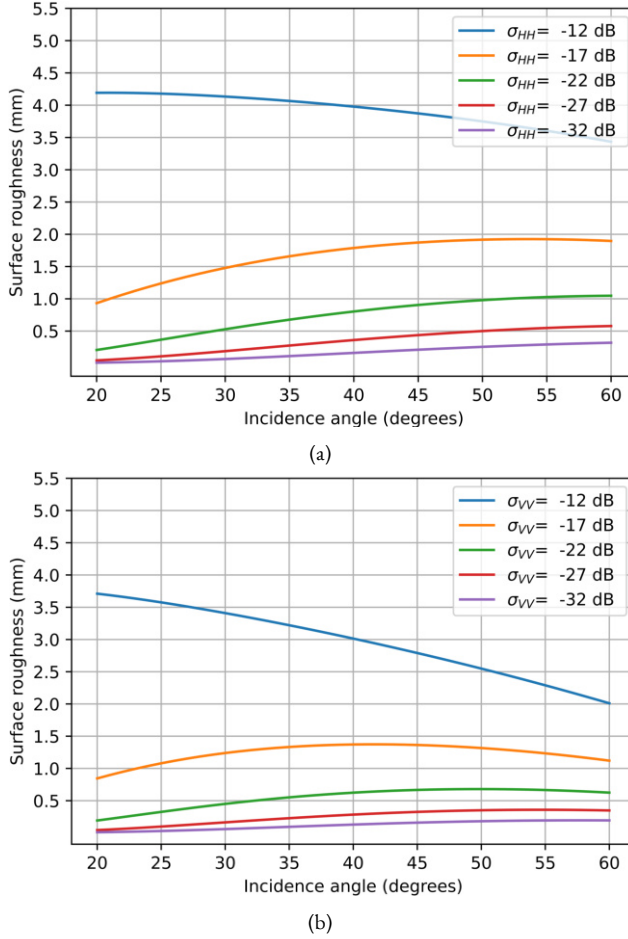 5.5
5.0
4.5
4.0
3.5
3.0
2.5
2.0
1.5
1.0
0.5
Surface roughness (mm)
σHH= -12 dB
σHH= -17 dB
σHH= -22 dB
σHH= -27 dB
σHH= -32 dB
20 25 30 35 40 45 50 55 60
Incidence angle (degrees)
(a)
5.5
5.0
4.5
4.0
3.5
3.0
2.5
2.0
1.5
1.0
0.5
Surface roughness (mm)
σVV= -12 dB
σVV= -17 dB
σVV= -22 dB
σVV= -27 dB
σVV= -32 dB
20 25 30 35 40 45 50 55 60
Incidence angle (degrees)
(b)